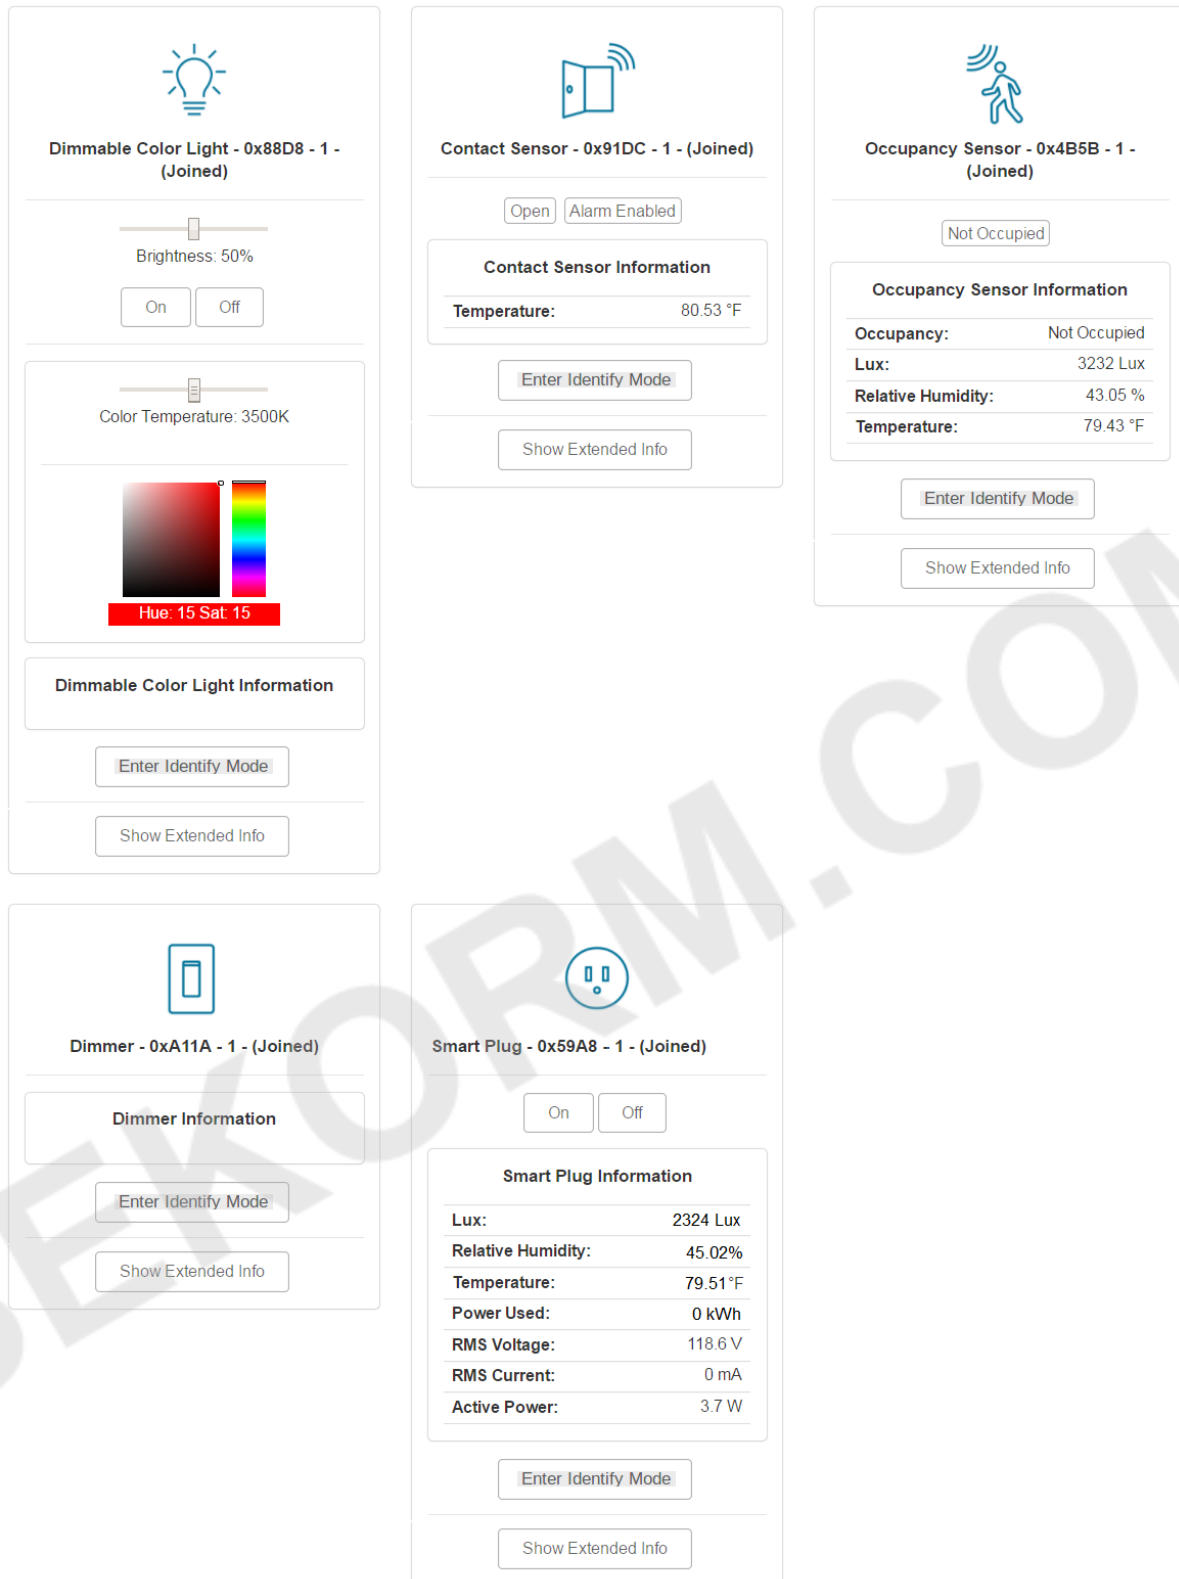 Dimmable Color Light - 0x88D8 - 1 -
(Joined)
Brightness: 50%
On Off
Color Temperature: 3500K
Hue: 15 Sat: 15
Dimmable Color Light Information
Enter Identify Mode
Show Extended Info
Contact Sensor - 0x91DC - 1 - (Joined)
Open Alarm Enabled
Contact Sensor Information
Temperature: 80.53 °F
Enter Identify Mode
Show Extended Info
Occupancy Sensor - 0x4B5B - 1 -
(Joined)
Not Occupied
Occupancy Sensor Information
Occupancy: Not Occupied
Lux: 3232 Lux
Relative Humidity: 43.05 %
Temperature: 79.43 °F
Enter Identify Mode
Show Extended Info
Dimmer - 0xA11A - 1 - (Joined)
Dimmer Information
Enter Identify Mode
Show Extended Info
Smart Plug - 0x59A8 - 1 - (Joined)
On Off
Smart Plug Information
Lux: 2324 Lux
Relative Humidity: 45.02%
Temperature: 79.51°F
Power Used: 0 kWh
RMS Voltage: 118.6 V
RMS Current: 0 mA
Active Power: 3.7 W
Enter Identify Mode
Show Extended Info
EKORM.COM